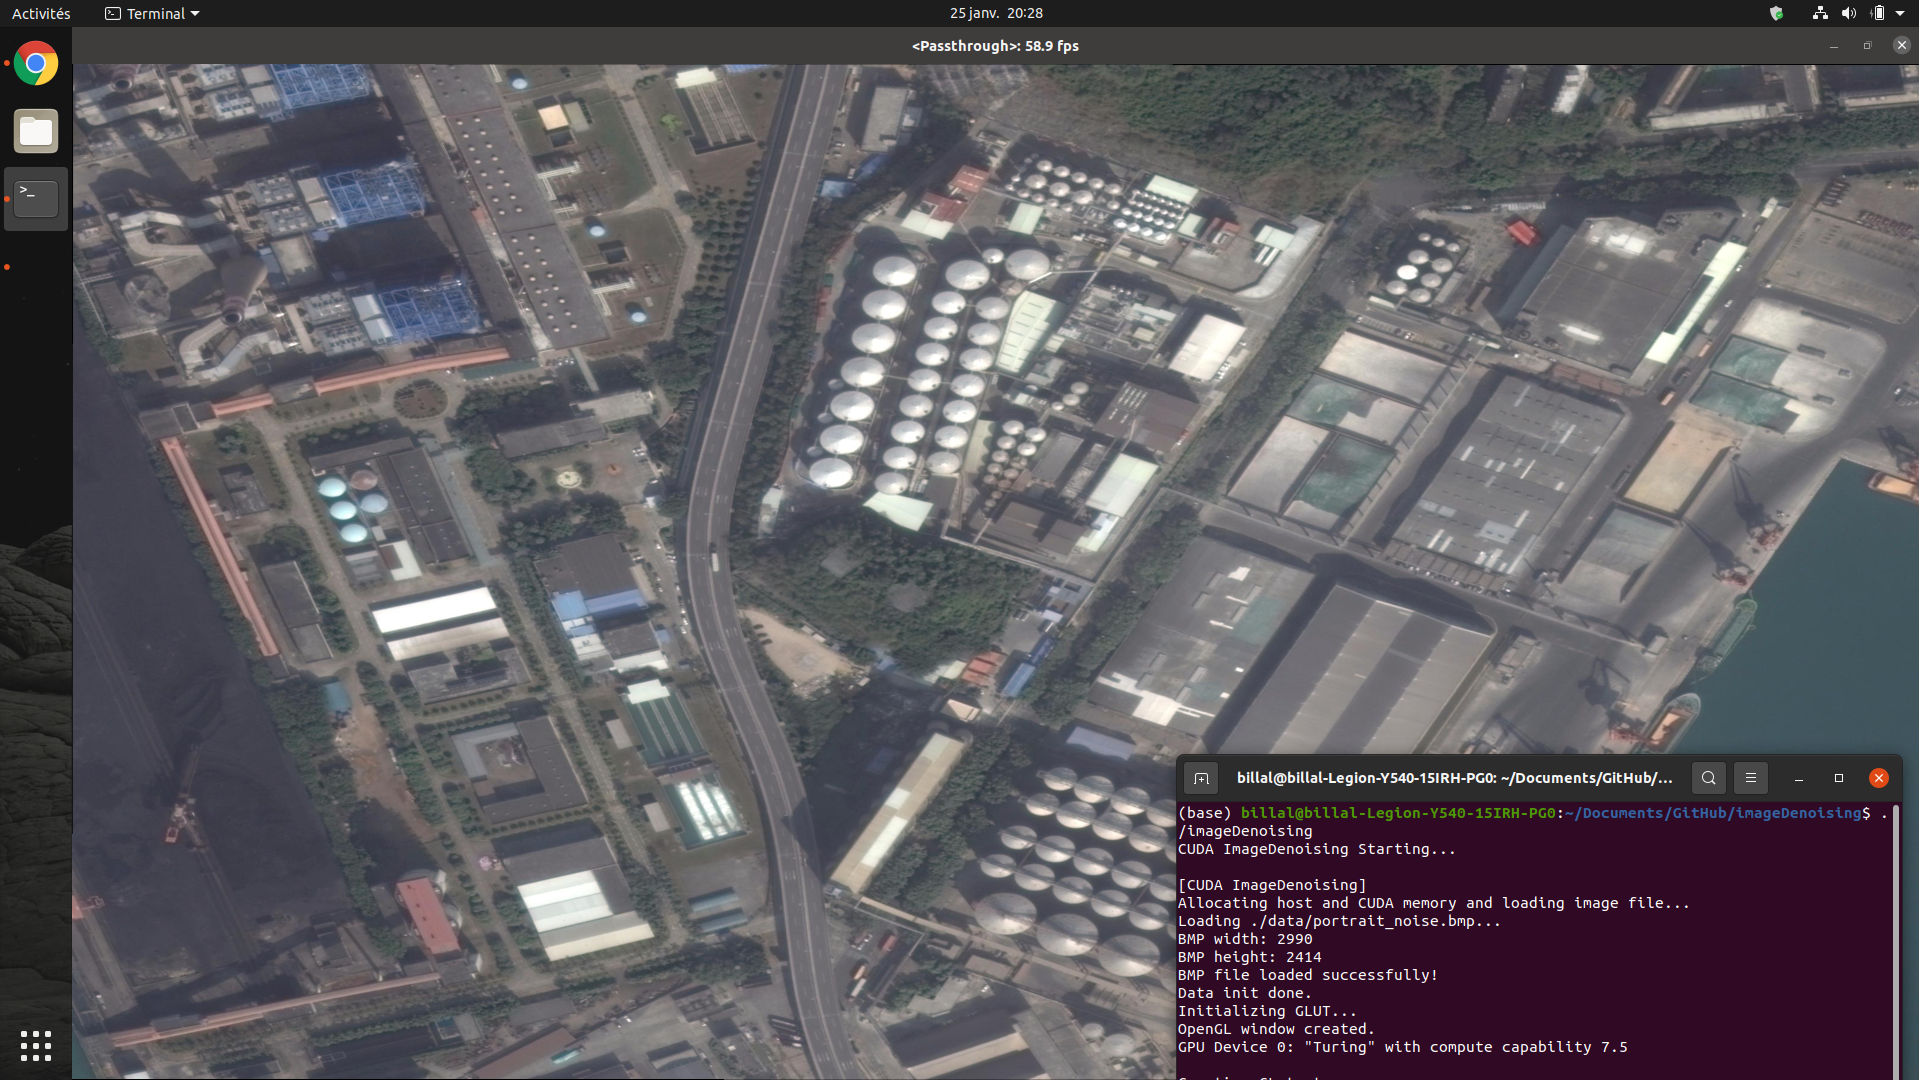 Activités
Terminal
25 janv. 20:28
<Passthrough>: 58.9 fps
billal@billal-Legion-Y540-15IRH-PG0: ~/Documents/GitHub/...
(base) billal@billal-Legion-Y540-15IRH-PG0:~/Documents/GitHub/imageDenoising$ .
/imageDenoising
CUDA ImageDenoising Starting...
[CUDA ImageDenoising]
Allocating host and CUDA memory and loading image file...
Loading ./data/portrait_noise.bmp...
BMP width: 2990
BMP height: 2414
BMP file loaded successfully!
Data init done.
Initializing GLUT...
OpenGL window created.
GPU Device 0: "Turing" with compute capability 7.5